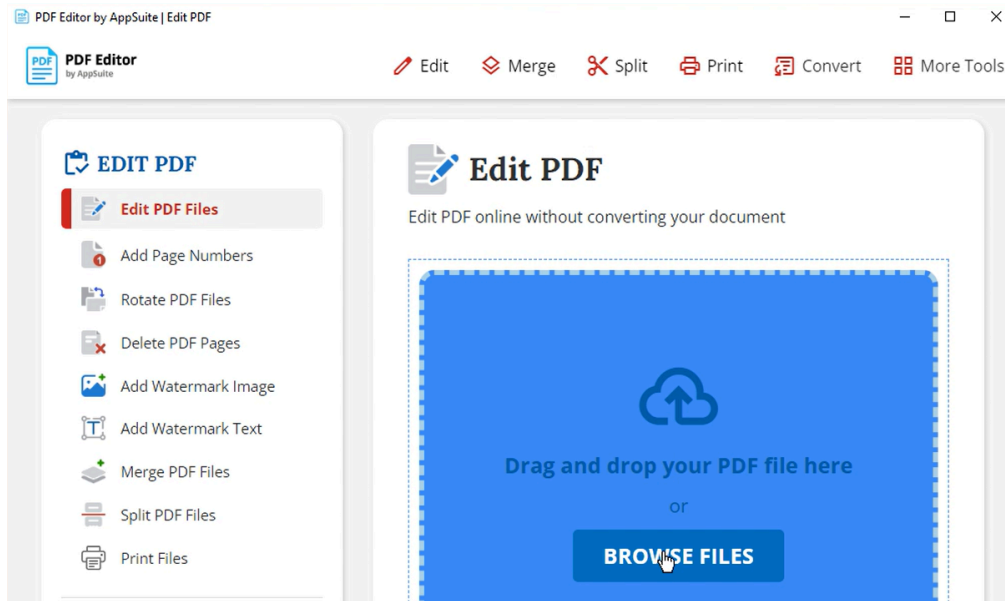 PDF Editor by AppSuite | Edit PDF
PDF
PDF Editor
by AppSuite
Edit
Merge
Split
Print
Convert
More Tools
EDIT PDF
Edit PDF Files
1
Add Page Numbers
Rotate PDF Files
Delete PDF Pages
Add Watermark Image
T
Add Watermark Text
Merge PDF Files
Split PDF Files
Print Files
Edit PDF
Edit PDF online without converting your document
Drag and drop your PDF file here
or
BROWSE FILES